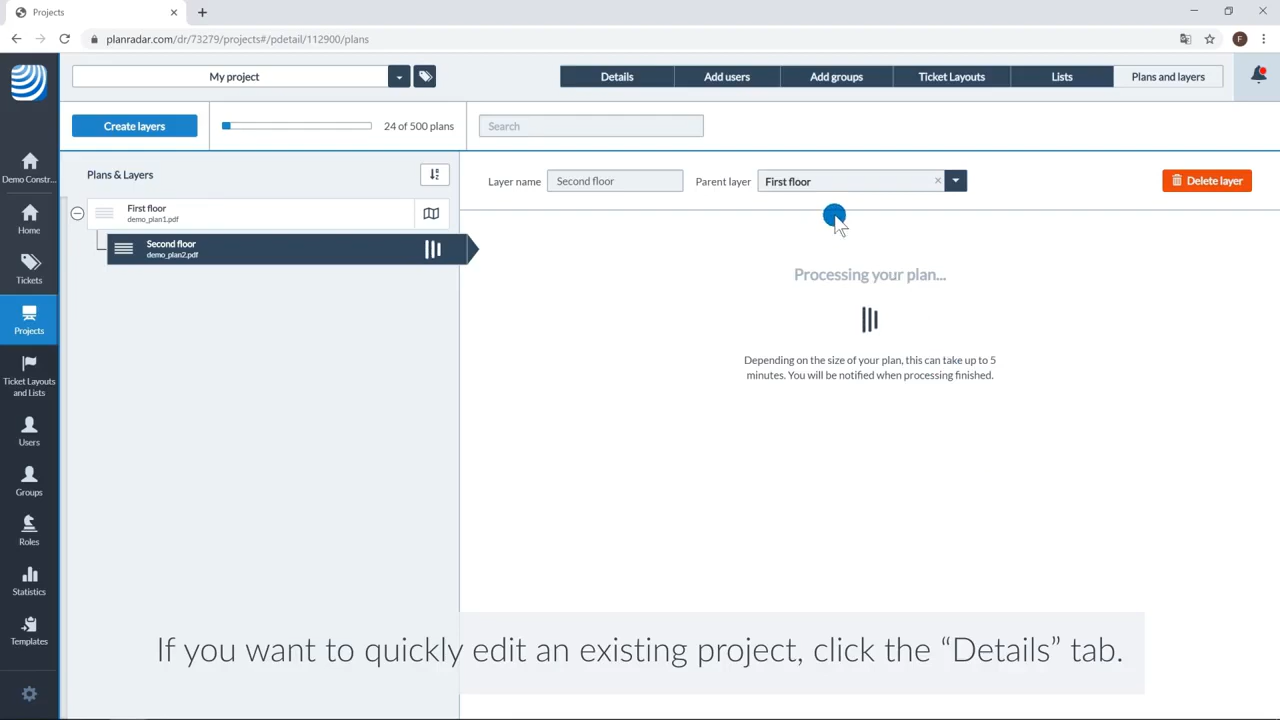 Projects
planradar.com/dr/73279/projects#/pdetail/112900/plans
F
My project
Details
Add users
Add groups
Ticket Layouts
Lists
Plans and layers
Create layers
24 of 500 plans
Search
Demo Constr...
Home
Tickets
Projects
Ticket Layouts
and Lists
Users
Groups
Roles
Statistics
Templates
Plans & Layers
First floor
demo_plan1.pdf
Second floor
demo_plan2.pdf
Layer name
Second floor
Parent layer
First floor
Delete layer
Processing your plan...
Depending on the size of your plan, this can take up to 5
minutes. You will be notified when processing finished.
If you want to quickly edit an existing project, click the “Details” tab.